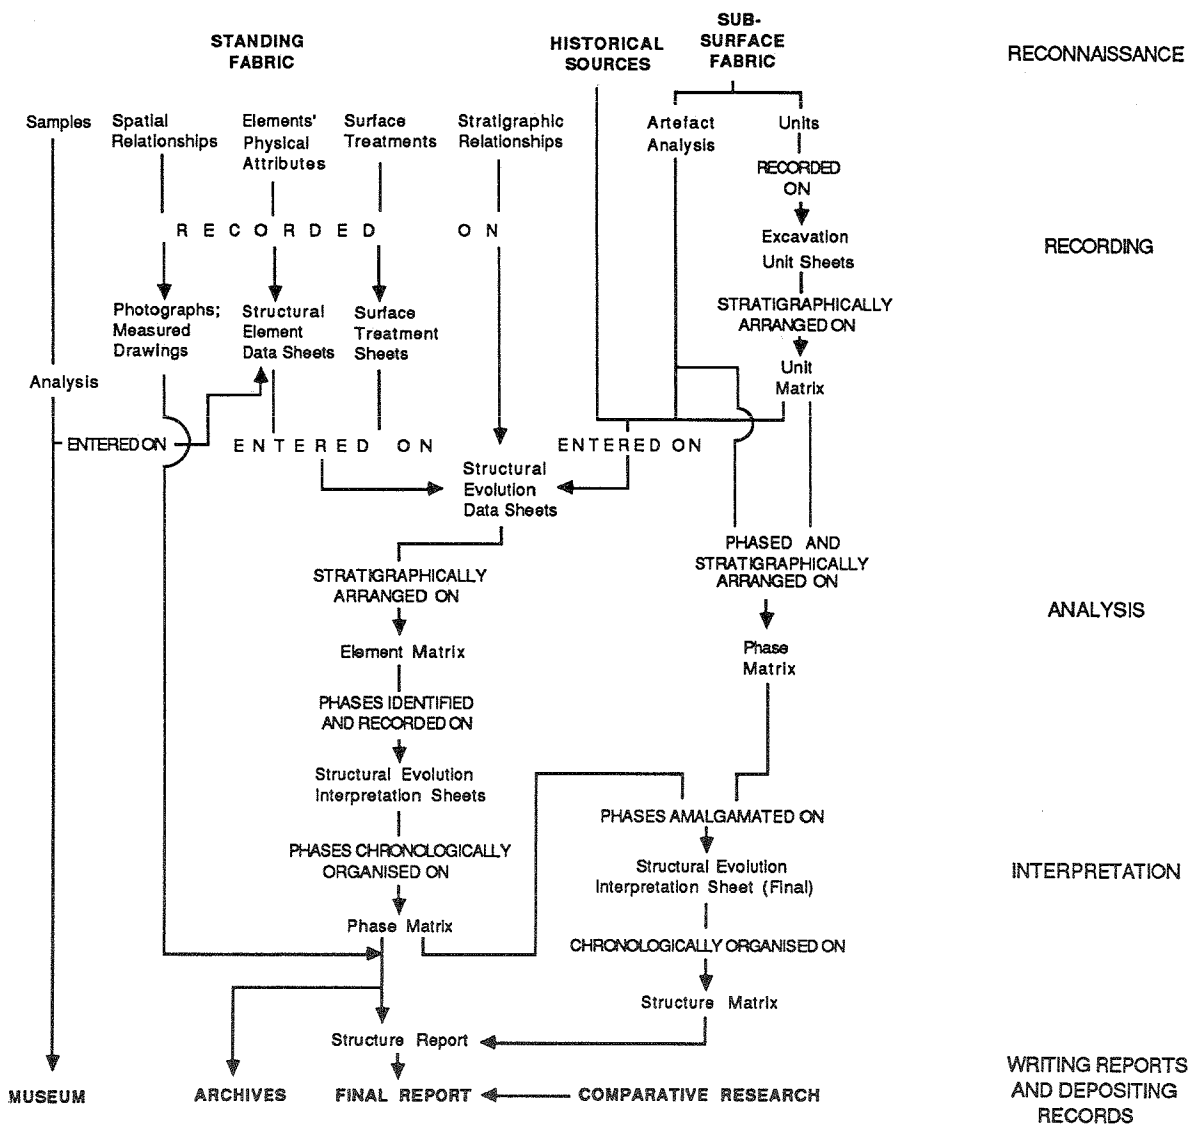 STANDING
FABRIC
HISTORICAL
SOURCES
SUB-
SURFACE
FABRIC
RECONNAISSANCE
Samples
Spatial
Relationships
Elements'
Physical
Attributes
Surface
Treatments
Stratigraphic
Relationships
Artefact
Analysis
Units
RECORDED
ON
RECORDED ON
Excavation
Unit Sheets
RECORDING
STRATIGRAPHICALLY
ARRANGED ON
Photographs;
Measured
Drawings
Structural
Element
Data Sheets
Surface
Treatment
Sheets
Unit
Matrix
Analysis
ENTERED ON
ENTERED ON
ENTERED ON
Structural
Evolution
Data Sheets
PHASED AND
STRATIGRAPHICALLY
ARRANGED ON
STRATIGRAPHICALLY
ARRANGED ON
ANALYSIS
Element Matrix
Phase
Matrix
PHASES IDENTIFIED
AND RECORDED ON
Structural Evolution
Interpretation Sheets
PHASES AMALGAMATED ON
PHASES CHRONOLOGICALLY
ORGANISED ON
Structural Evolution
Interpretation Sheet (Final)
INTERPRETATION
Phase Matrix
CHRONOLOGICALLY ORGANISED ON
Structure Matrix
Structure Report
MUSEUM
ARCHIVES
FINAL REPORT
COMPARATIVE RESEARCH
WRITING REPORTS
AND DEPOSITING
RECORDS